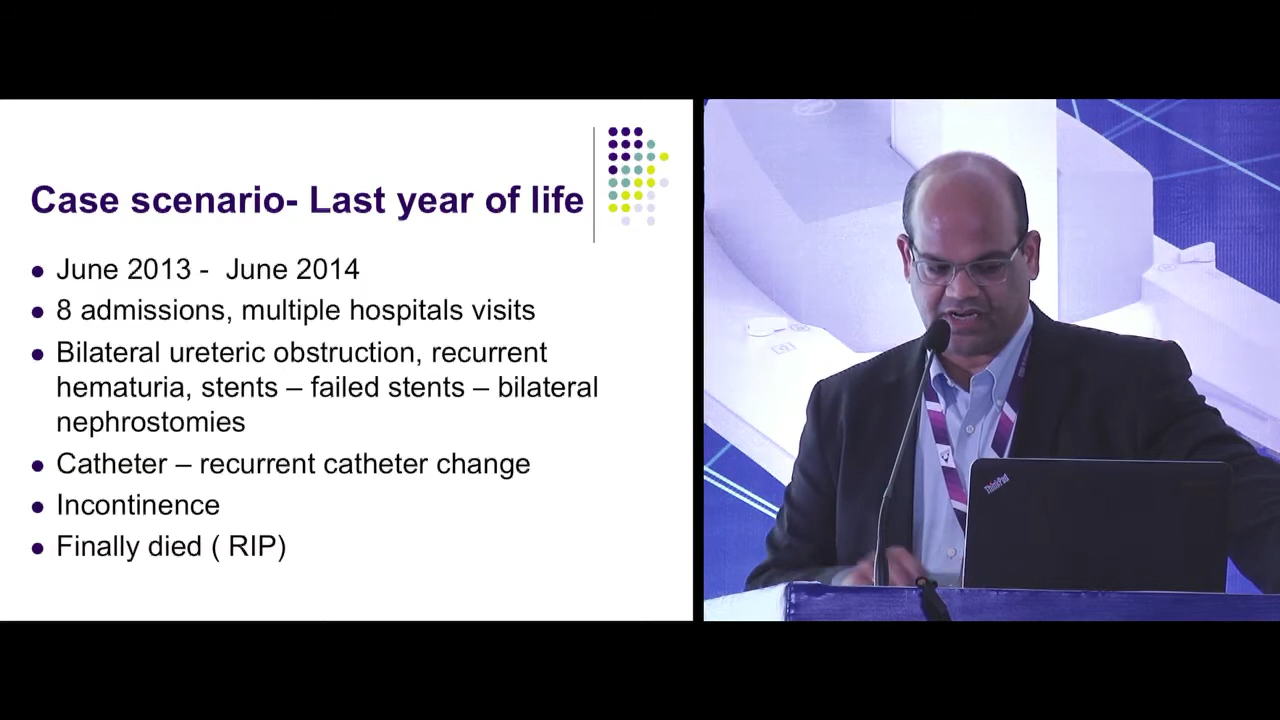 Case scenario- Last year of life
June 2013 -  June 2014
8 admissions, multiple hospitals visits
Bilateral ureteric obstruction, recurrent
hematuria, stents – failed stents – bilateral
nephrostomies
Catheter – recurrent catheter change
Incontinence
Finally died ( RIP)
ThinkPad